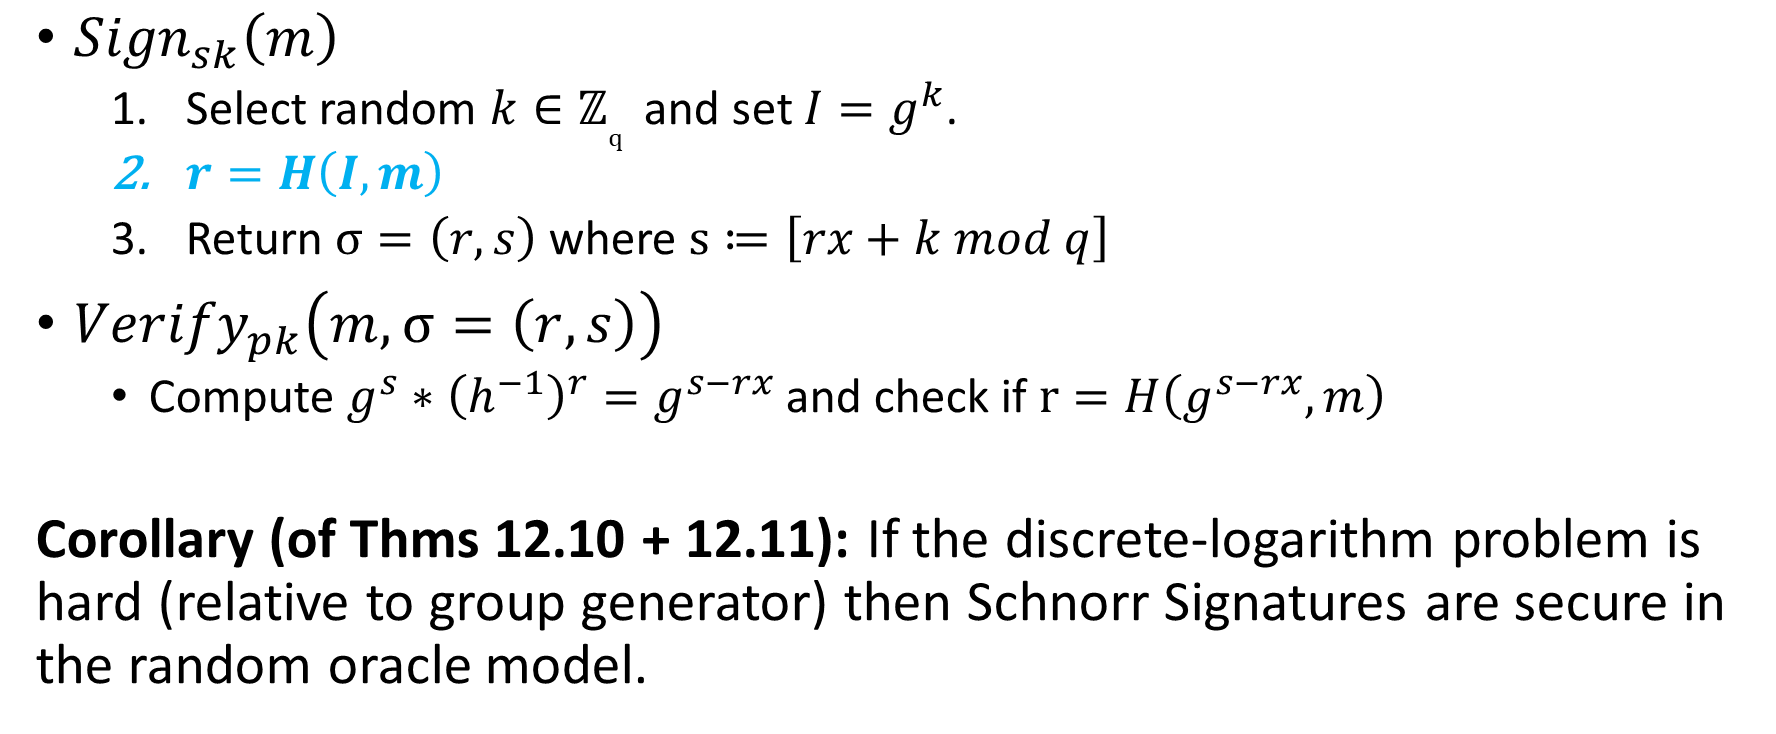 • Sign_sk(m)
1. Select random k ∈ ℤ_q and set I = g^k.
2. r = H(I, m)
3. Return σ = (r, s) where s ≔ [rx + k mod q]
• Verify_pk(m, σ = (r, s))
• Compute g^s * (h^−1)^r = g^(s−rx) and check if r = H(g^(s−rx), m)
Corollary (of Thms 12.10 + 12.11): If the discrete-logarithm problem is
hard (relative to group generator) then Schnorr Signatures are secure in
the random oracle model.